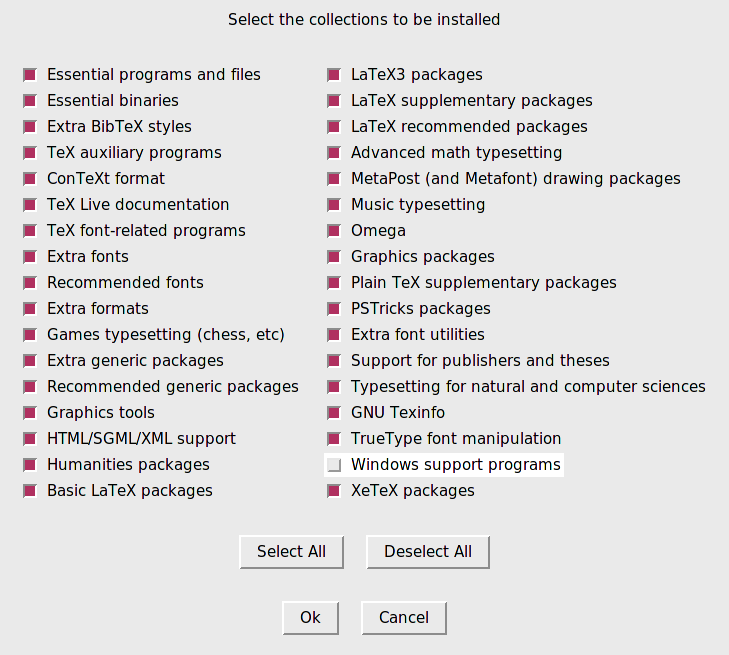 Select the collections to be installed
Essential programs and files
Essential binaries
Extra BibTeX styles
TeX auxiliary programs
ConTeXt format
TeX Live documentation
TeX font-related programs
Extra fonts
Recommended fonts
Extra formats
Games typesetting (chess, etc)
Extra generic packages
Recommended generic packages
Graphics tools
HTML/SGML/XML support
Humanities packages
Basic LaTeX packages
LaTeX3 packages
LaTeX supplementary packages
LaTeX recommended packages
Advanced math typesetting
MetaPost (and Metafont) drawing packages
Music typesetting
Omega
Graphics packages
Plain TeX supplementary packages
PSTricks packages
Extra font utilities
Support for publishers and theses
Typesetting for natural and computer sciences
GNU Texinfo
TrueType font manipulation
Windows support programs
XeTeX packages
Select All
Deselect All
Ok
Cancel